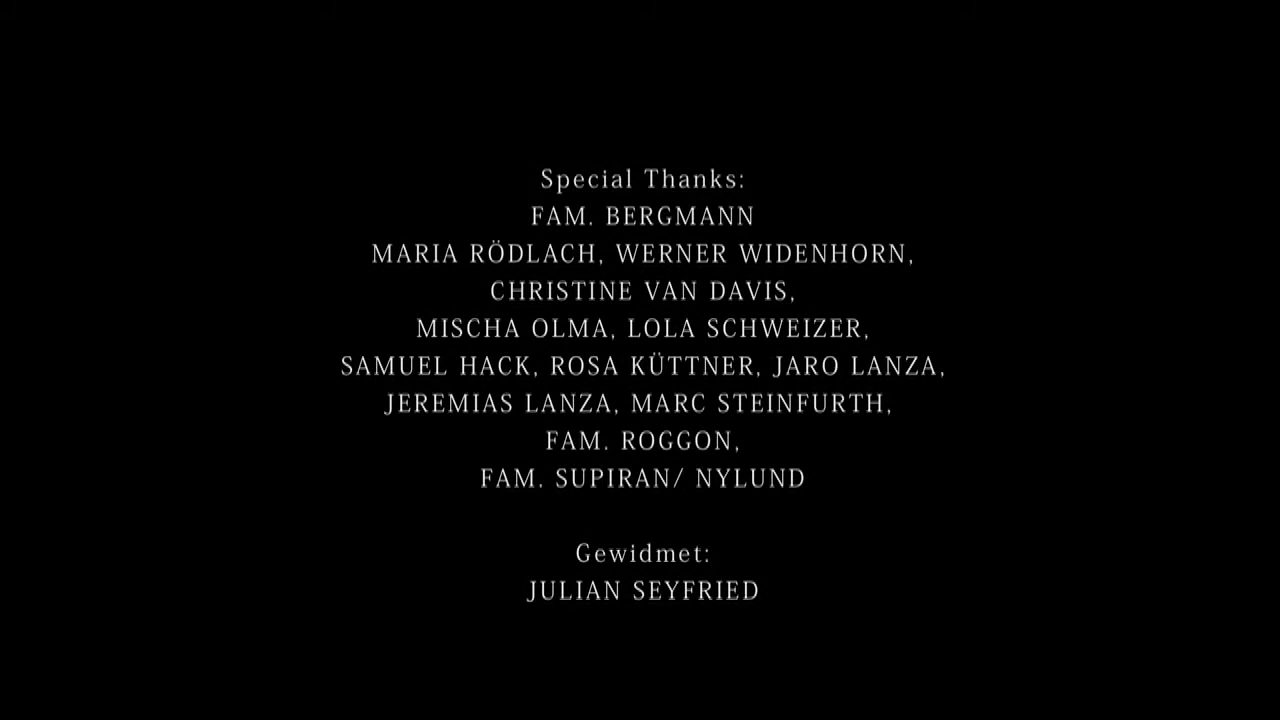 Special Thanks:
FAM. BERGMANN
MARIA RÖDLACH, WERNER WIDENHORN,
CHRISTINE VAN DAVIS,
MISCHA OLMA, LOLA SCHWEIZER,
SAMUEL HACK, ROSA KÜTTNER, JARO LANZA,
JEREMIAS LANZA, MARC STEINFURTH,
FAM. ROGGON,
FAM. SUPIRAN/ NYLUND
Gewidmet:
JULIAN SEYFRIED